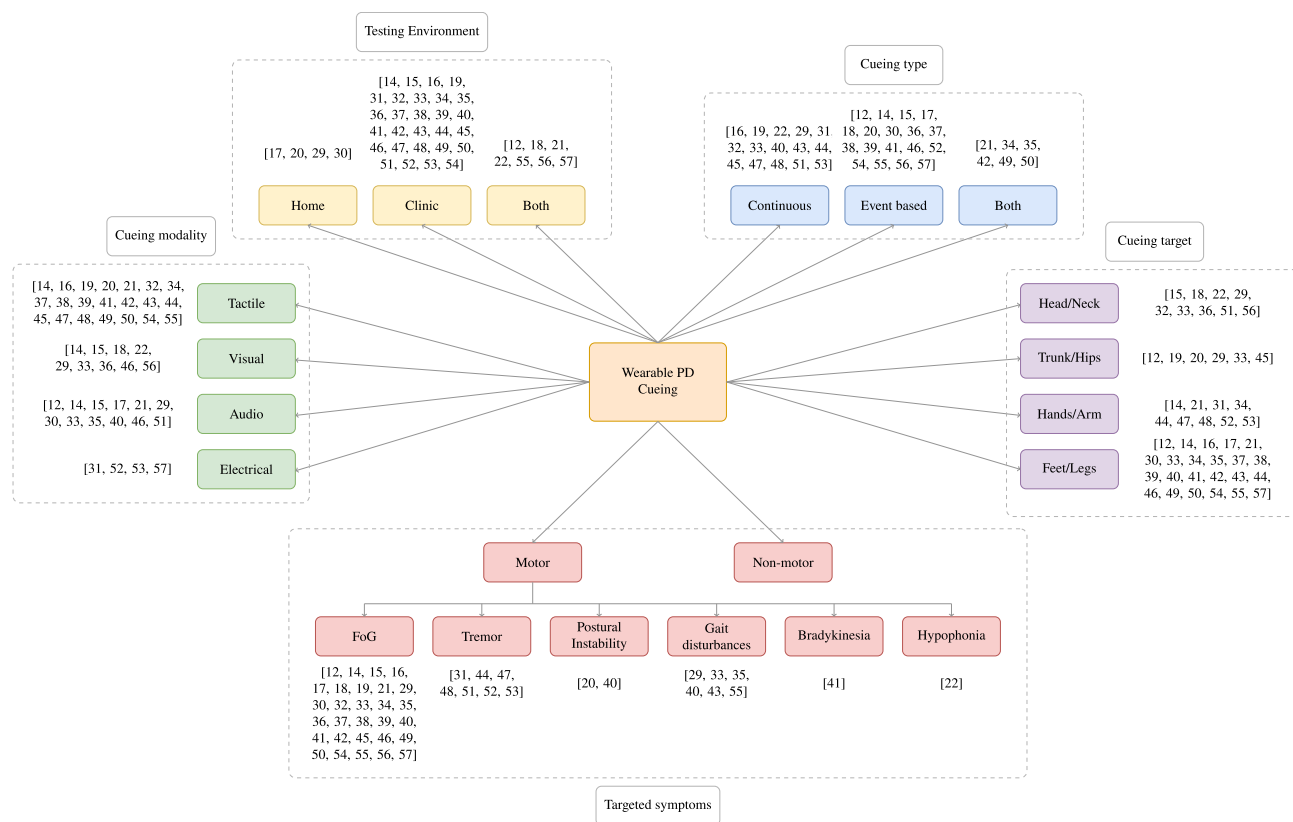 Testing Environment
[17, 20, 29, 30]
[14, 15, 16, 19,
31, 32, 33, 34, 35,
36, 37, 38, 39, 40,
41, 42, 43, 44, 45,
46, 47, 48, 49, 50,
51, 52, 53, 54]
[12, 18, 21,
22, 55, 56, 57]
Home
Clinic
Both
Cueing type
[16, 19, 22, 29, 31
32, 33, 40, 43, 44,
45, 47, 48, 51, 53]
[12, 14, 15, 17,
18, 20, 30, 36, 37,
38, 39, 41, 46, 52,
54, 55, 56, 57]
[21, 34, 35,
42, 49, 50]
Continuous
Event based
Both
Cueing modality
[14, 16, 19, 20, 21, 32, 34,
37, 38, 39, 41, 42, 43, 44,
45, 47, 48, 49, 50, 54, 55]
Tactile
[14, 15, 18, 22,
29, 33, 36, 46, 56]
Visual
[12, 14, 15, 17, 21, 29,
30, 33, 35, 40, 46, 51]
Audio
[31, 52, 53, 57]
Electrical
Wearable PD
Cueing
Cueing target
Head/Neck
[15, 18, 22, 29,
32, 33, 36, 51, 56]
Trunk/Hips
[12, 19, 20, 29, 33, 45]
Hands/Arm
[14, 21, 31, 34,
44, 47, 48, 52, 53]
Feet/Legs
[12, 14, 16, 17, 21,
30, 33, 34, 35, 37, 38,
39, 40, 41, 42, 43, 44,
46, 49, 50, 54, 55, 57]
Motor
Non-motor
FoG
[12, 14, 15, 16,
17, 18, 19, 21, 29,
30, 32, 33, 34, 35,
36, 37, 38, 39, 40,
41, 42, 45, 46, 49,
50, 54, 55, 56, 57]
Tremor
[31, 44, 47,
48, 51, 52, 53]
Postural
Instability
[20, 40]
Gait
disturbances
[29, 33, 35,
40, 43, 55]
Bradykinesia
[41]
Hypophonia
[22]
Targeted symptoms